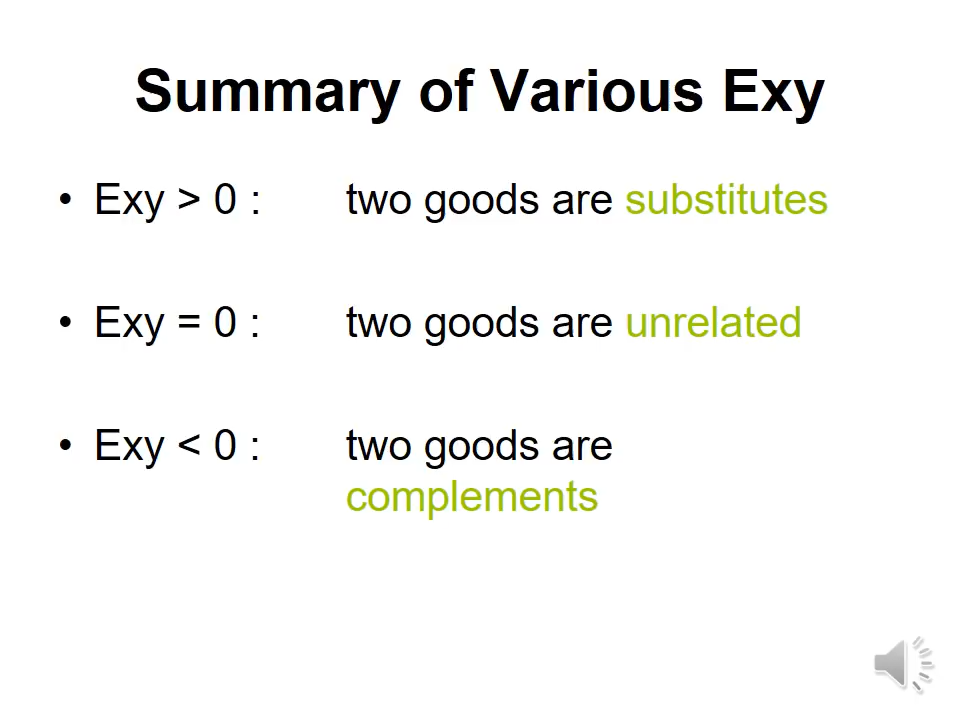 Summary of Various Exy
• Exy > 0 : two goods are substitutes
• Exy = 0 : two goods are unrelated
• Exy < 0 : two goods are
complements